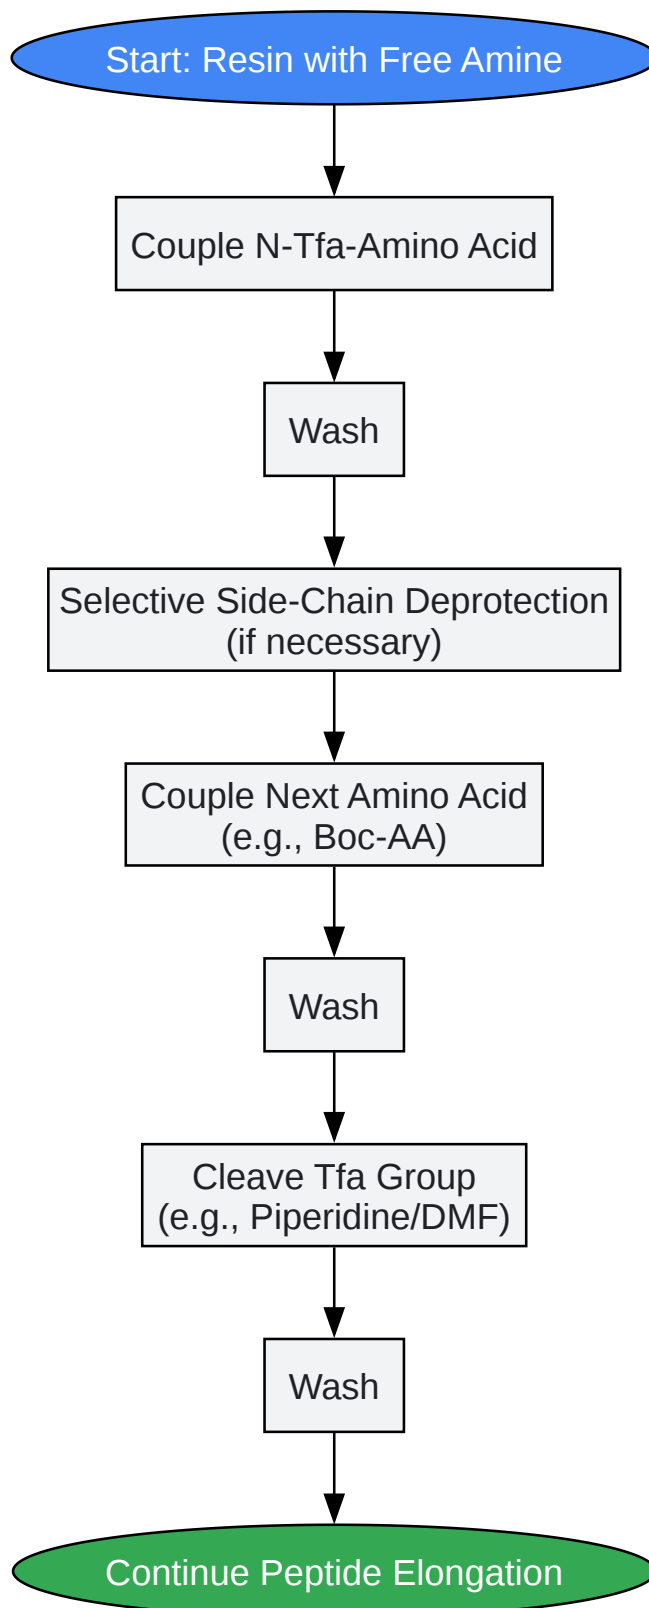 Start: Resin with Free Amine
Couple N-Tfa-Amino Acid
Wash
Selective Side-Chain Deprotection
(if necessary)
Couple Next Amino Acid
(e.g., Boc-AA)
Wash
Cleave Tfa Group
(e.g., Piperidine/DMF)
Wash
Continue Peptide Elongation